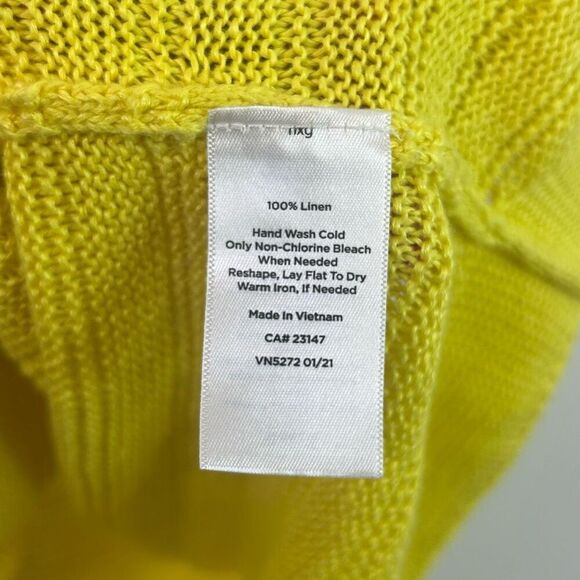 100% Linen
Hand Wash Cold
Only Non-Chlorine Bleach
When Needed
Reshape, Lay Flat To Dry
Warm Iron, If Needed
Made In Vietnam
CA# 23147
VN5272 01/21